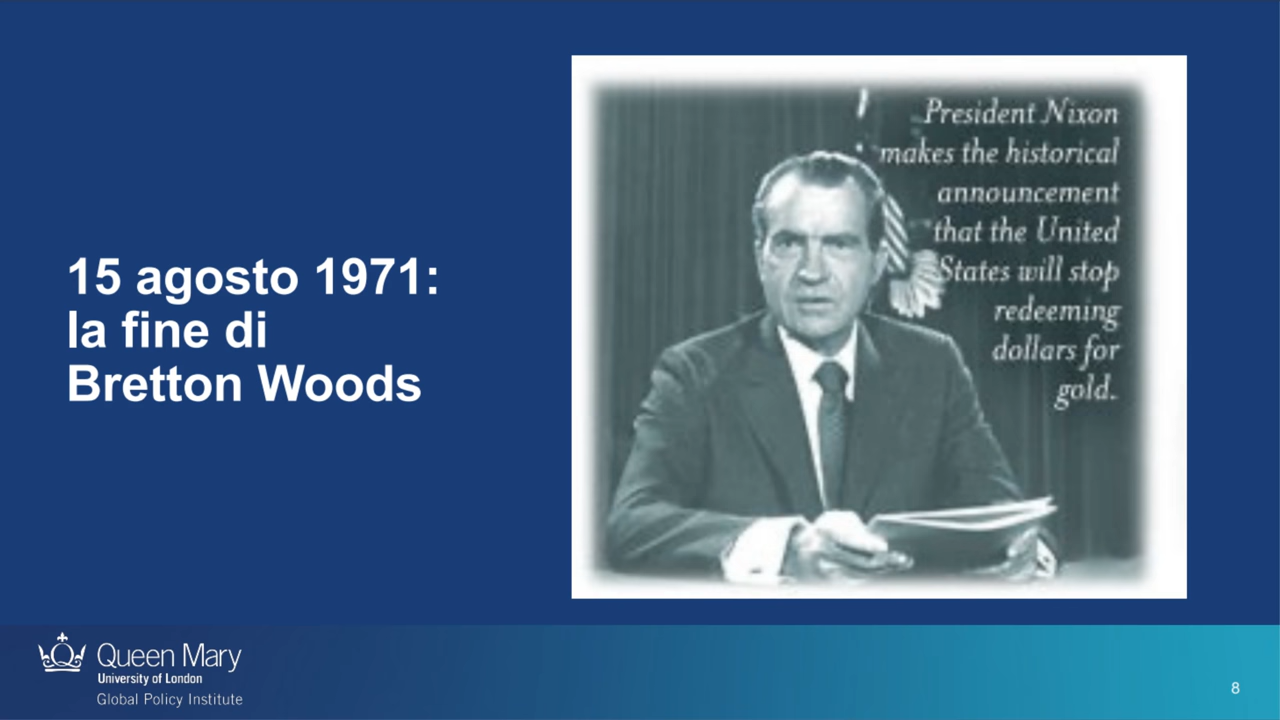 15 agosto 1971:
la fine di
Bretton Woods
President Nixon
makes the historical
announcement
that the United
States will stop
redeeming
dollars for
gold.
Queen Mary
University of London
Global Policy Institute
8